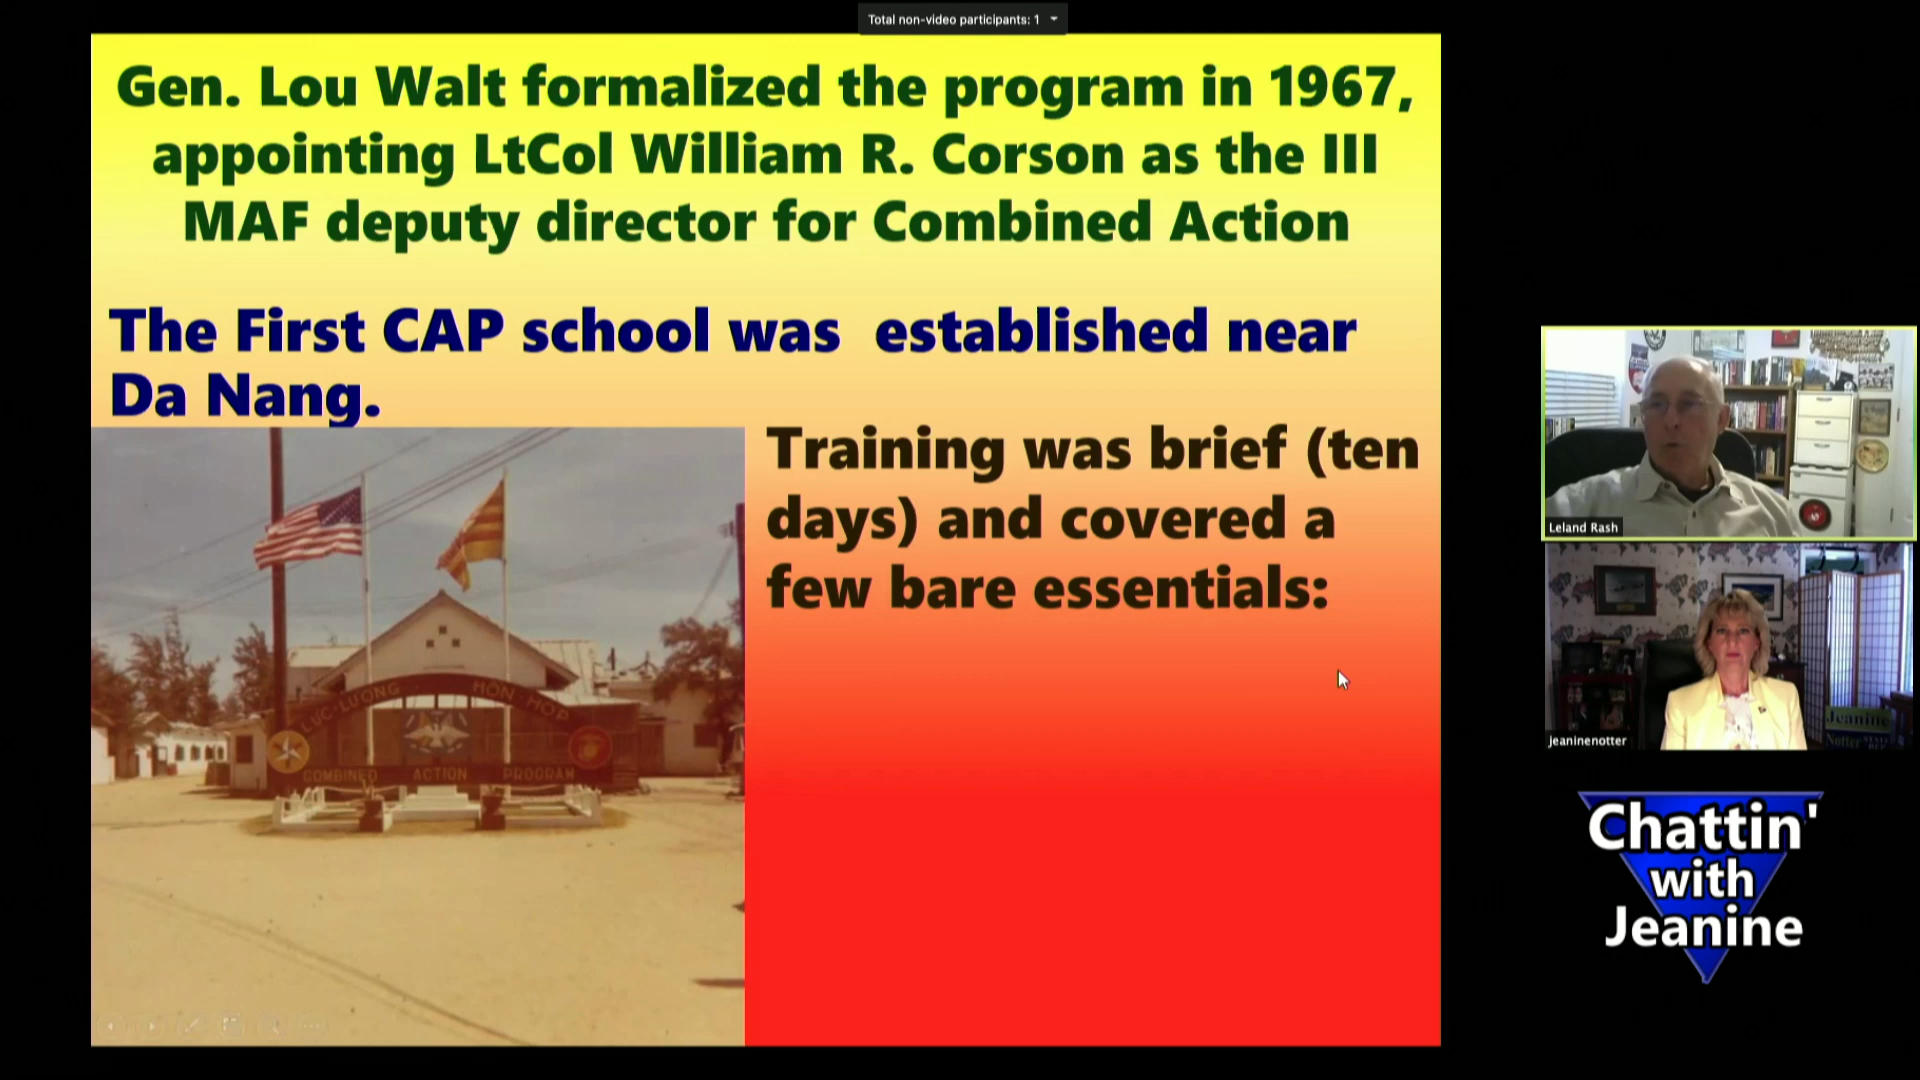 Total non-video participants: 1
Gen. Lou Walt formalized the program in 1967,
appointing LtCol William R. Corson as the III
MAF deputy director for Combined Action
The First CAP school was established near
Da Nang.
Training was brief (ten
days) and covered a
few bare essentials:
LUC·LUONG HON·HOP
COMBINED ACTION PROGRAM
Leland Rash
Jeanine
Notter
jeaninenotter
Chattin'
with
Jeanine